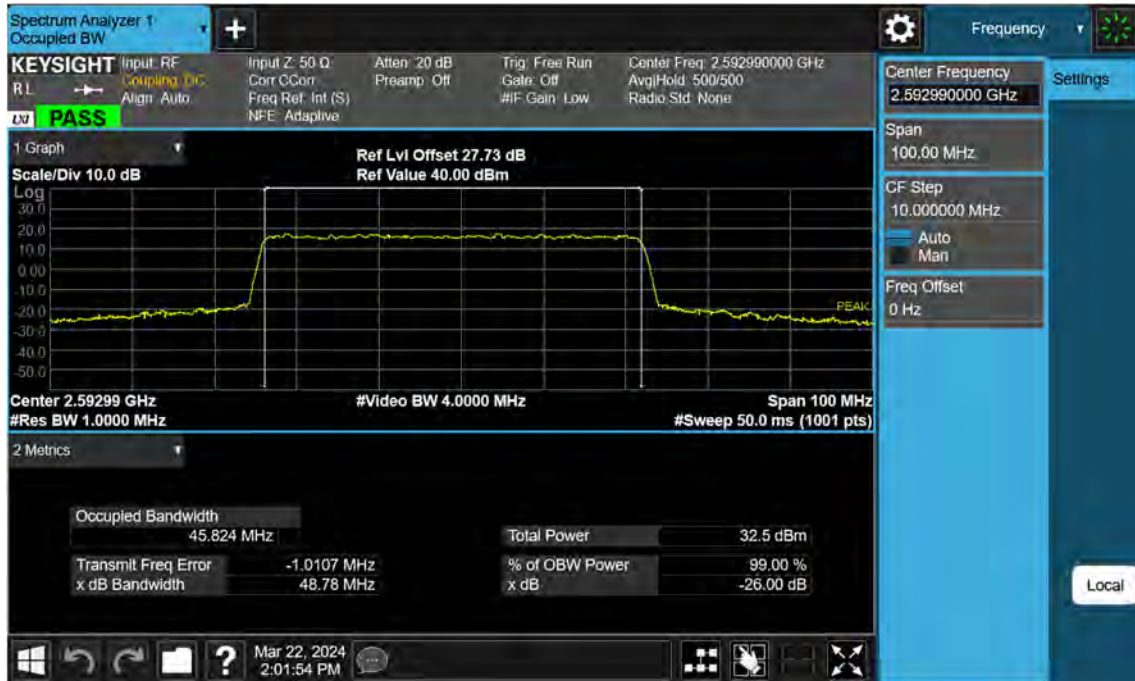 Spectrum Analyzer 1
Occupied BW
Frequency
KEYSIGHT Input: RF
Coupling: DC
Align: Auto
Input Z: 50 Ω
Corr CCorr
Freq Ref: Int (S)
NFE: Adaptive
Atten: 20 dB
Preamp: Off
Trig: Free Run
Gate: Off
#IF Gain: Low
Center Freq: 2.592990000 GHz
Avg|Hold: 500/500
Radio Std: None
R L
LXI PASS
Center Frequency
2.592990000 GHz
Settings
Span
100.00 MHz
CF Step
10.000000 MHz
Auto
Man
Freq Offset
0 Hz
1 Graph
Ref Lvl Offset 27.73 dB
Scale/Div 10.0 dB
Ref Value 40.00 dBm
Log
30.0
20.0
10.0
0.00
-10.0
-20.0
-30.0
-40.0
-50.0
PEAK
Center 2.59299 GHz
#Video BW 4.0000 MHz
Span 100 MHz
#Res BW 1.0000 MHz
#Sweep 50.0 ms (1001 pts)
2 Metrics
Occupied Bandwidth
45.824 MHz
Total Power 32.5 dBm
Transmit Freq Error -1.0107 MHz
% of OBW Power 99.00 %
x dB Bandwidth 48.78 MHz
x dB -26.00 dB
Local
Mar 22, 2024
2:01:54 PM